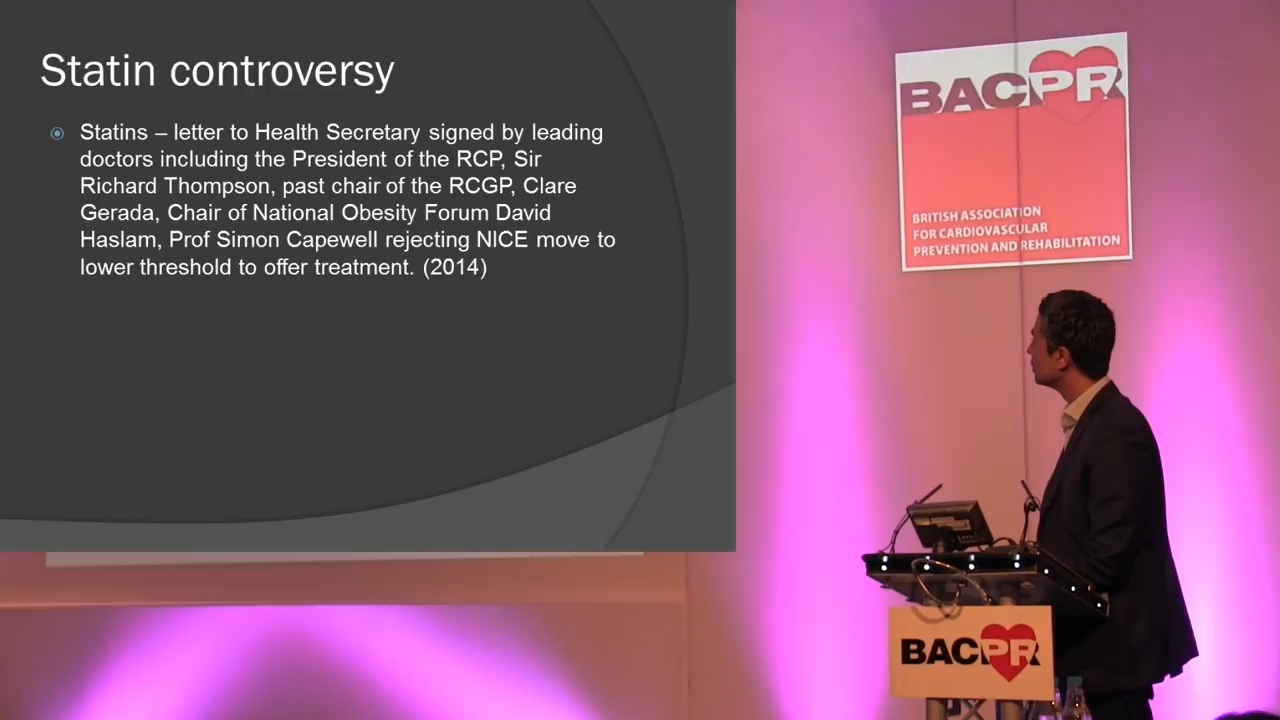 Statin controversy
Statins – letter to Health Secretary signed by leading
doctors including the President of the RCP, Sir
Richard Thompson, past chair of the RCGP, Clare
Gerada, Chair of National Obesity Forum David
Haslam, Prof Simon Capewell rejecting NICE move to
lower threshold to offer treatment. (2014)
BACPR
BRITISH ASSOCIATION
FOR CARDIOVASCULAR
PREVENTION AND REHABILITATION
BACPR